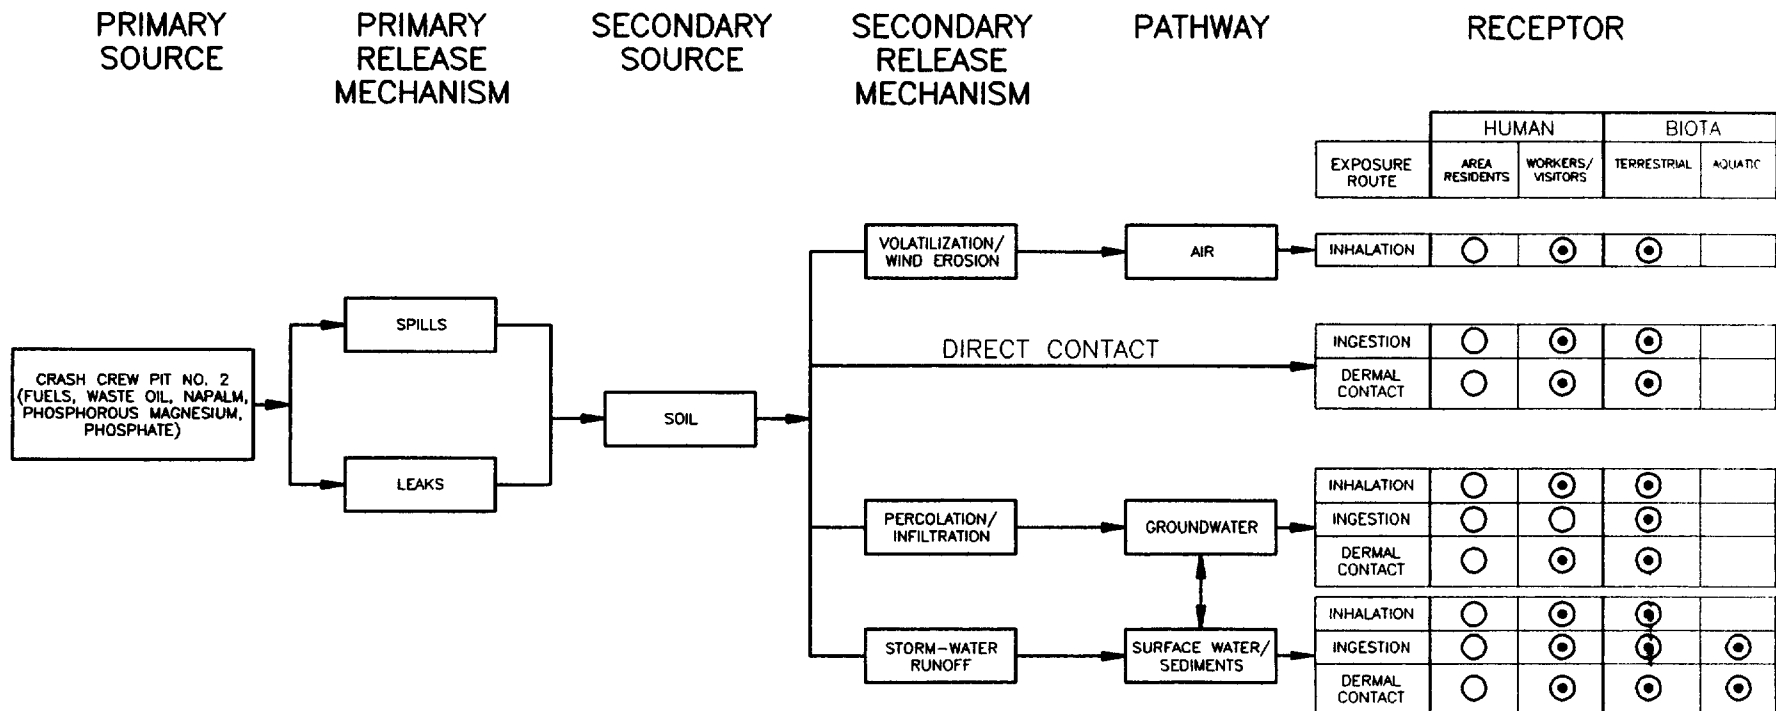 PRIMARY
SOURCE
PRIMARY
RELEASE
MECHANISM
SECONDARY
SOURCE
SECONDARY
RELEASE
MECHANISM
PATHWAY
RECEPTOR
HUMAN
BIOTA
EXPOSURE
ROUTE
AREA
RESIDENTS
WORKERS/
VISITORS
TERRESTRIAL
AQUATIC
VOLATILIZATION/
WIND EROSION
AIR
INHALATION
SPILLS
DIRECT CONTACT
INGESTION
DERMAL
CONTACT
CRASH CREW PIT NO. 2
(FUELS, WASTE OIL, NAPALM,
PHOSPHOROUS MAGNESIUM,
PHOSPHATE)
SOIL
LEAKS
PERCOLATION/
INFILTRATION
GROUNDWATER
INHALATION
INGESTION
DERMAL
CONTACT
STORM-WATER
RUNOFF
SURFACE WATER/
SEDIMENTS
INHALATION
INGESTION
DERMAL
CONTACT